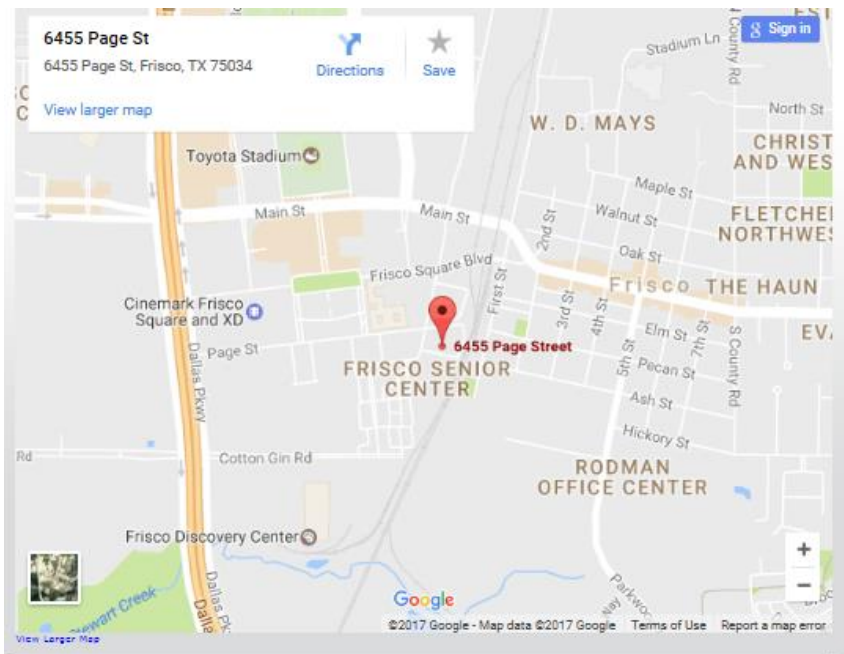 6455 Page St
6455 Page St, Frisco, TX 75034
Directions
Save
View larger map
Sign in
Stadium Ln
N County Rd
North St
W. D. MAYS
CHRIST
AND WES
Toyota Stadium
Maple St
Main St
Main St
2nd St
Walnut St
FLETCHE
NORTHWES
Oak St
Frisco Square Blvd
First St
Frisco
THE HAUN
Cinemark Frisco
Square and XD
3rd St
4th St
Elm St
7th St
S County Rd
EV
Dallas Pkwy
Page St
6455 Page Street
FRISCO SENIOR
CENTER
5th St
Pecan St
Ash St
Hickory St
Rd
Cotton Gin Rd
RODMAN
OFFICE CENTER
Frisco Discovery Center
+
−
Stewart Creek
Dallas Pk
Dalla
Google
Parkwo
Way
©2017 Google - Map data ©2017 Google
Terms of Use
Report a map error
View Larger Map